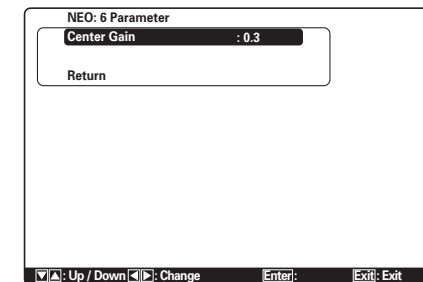 NEO: 6 Parameter
Center Gain : 0.3
Return
▼▲: Up / Down ◀▶: Change Enter: Exit: Exit